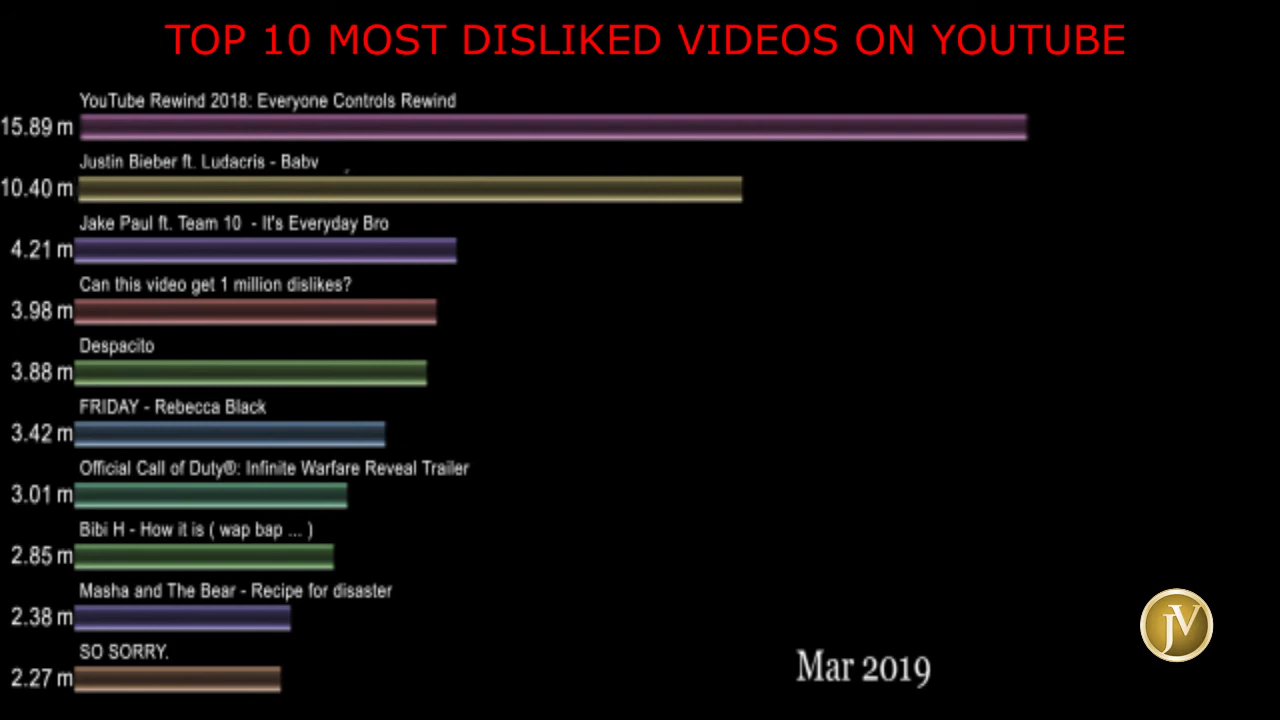 TOP 10 MOST DISLIKED VIDEOS ON YOUTUBE
YouTube Rewind 2018: Everyone Controls Rewind
15.89 m
Justin Bieber ft. Ludacris - Baby
10.40 m
Jake Paul ft. Team 10 - It's Everyday Bro
4.21 m
Can this video get 1 million dislikes?
3.98 m
Despacito
3.88 m
FRIDAY - Rebecca Black
3.42 m
Official Call of Duty®: Infinite Warfare Reveal Trailer
3.01 m
Bibi H - How it is ( wap bap ... )
2.85 m
Masha and The Bear - Recipe for disaster
2.38 m
SO SORRY.
2.27 m
Mar 2019
JV